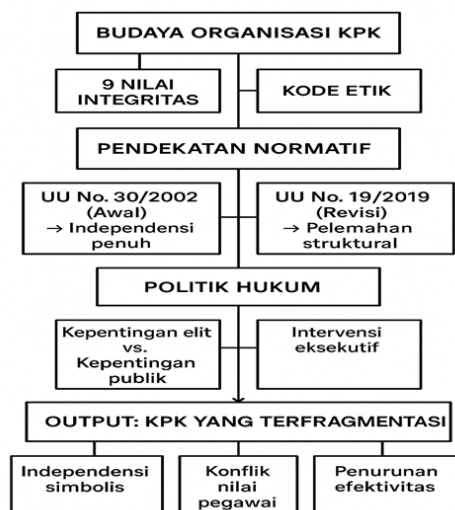 BUDAYA ORGANISASI KPK
9 NILAI
INTEGRITAS
KODE ETIK
PENDEKATAN NORMATIF
UU No. 30/2002
(Awal)
→ Independensi
penuh
UU No. 19/2019
(Revisi)
→ Pelemahan
struktural
POLITIK HUKUM
Kepentingan elit
vs.
Kepentingan
publik
Intervensi
eksekutif
OUTPUT: KPK YANG TERFRAGMENTASI
Independensi
simbolis
Konflik
nilai
pegawai
Penurunan
efektivitas